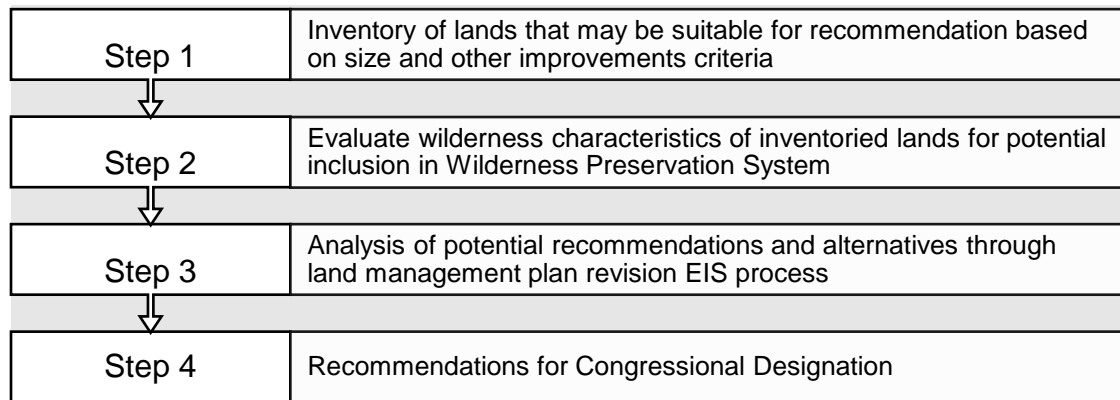 Step 1
Inventory of lands that may be suitable for recommendation based
on size and other improvements criteria
Step 2
Evaluate wilderness characteristics of inventoried lands for potential
inclusion in Wilderness Preservation System
Step 3
Analysis of potential recommendations and alternatives through
land management plan revision EIS process
Step 4
Recommendations for Congressional Designation